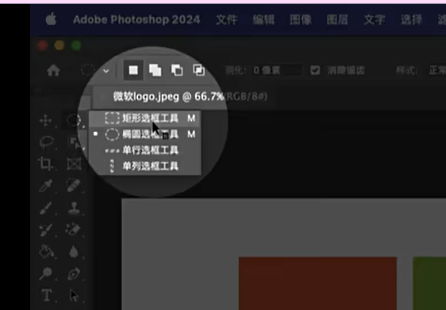 Adobe Photoshop 2024 文件 编辑 图像 图层 文字 选择
羽化: 0 像素 消除锯齿 样式: 正常
微软logo.jpeg @ 66.7%(RGB/8#)
矩形选框工具 M
椭圆选框工具 M
单行选框工具
单列选框工具
T